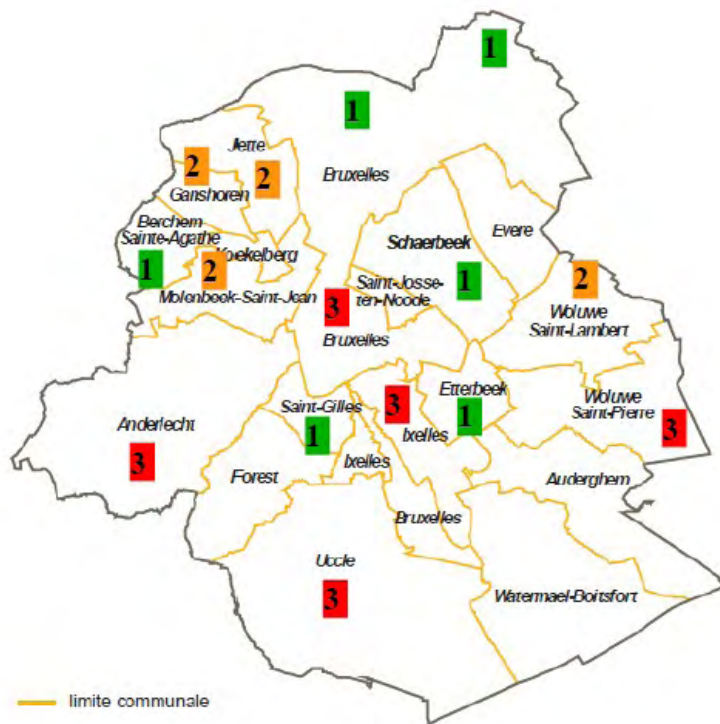 1
1
Jette
2
2
Ganshoren
Bruxelles
Berchem
Sainte-Agathe
Koekelberg
Schaerbeek
Evere
1
2
1
2
Molenbeek-Saint-Jean
3
Saint-Josse-
ten-Noode
Bruxelles
Woluwe
Saint-Lambert
Etterbeek
Woluwe
Saint-Pierre
Saint-Gilles
3
1
Anderlecht
1
Ixelles
3
3
Forest
Ixelles
Auderghem
Bruxelles
Uccle
3
Watermael-Boitsfort
limite communale